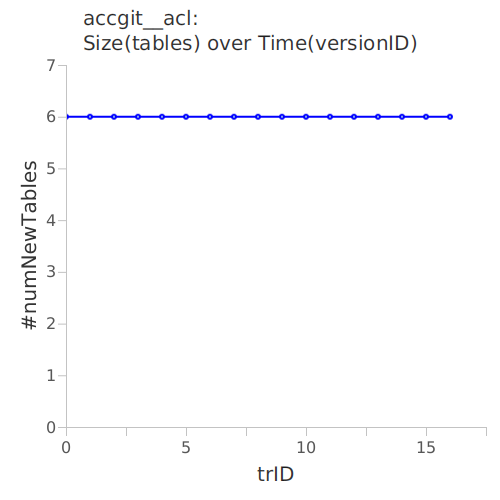 accgit__acl:
Size(tables) over Time(versionID)
#numNewTables
7
6
5
4
3
2
1
0
0 5 10 15
trID